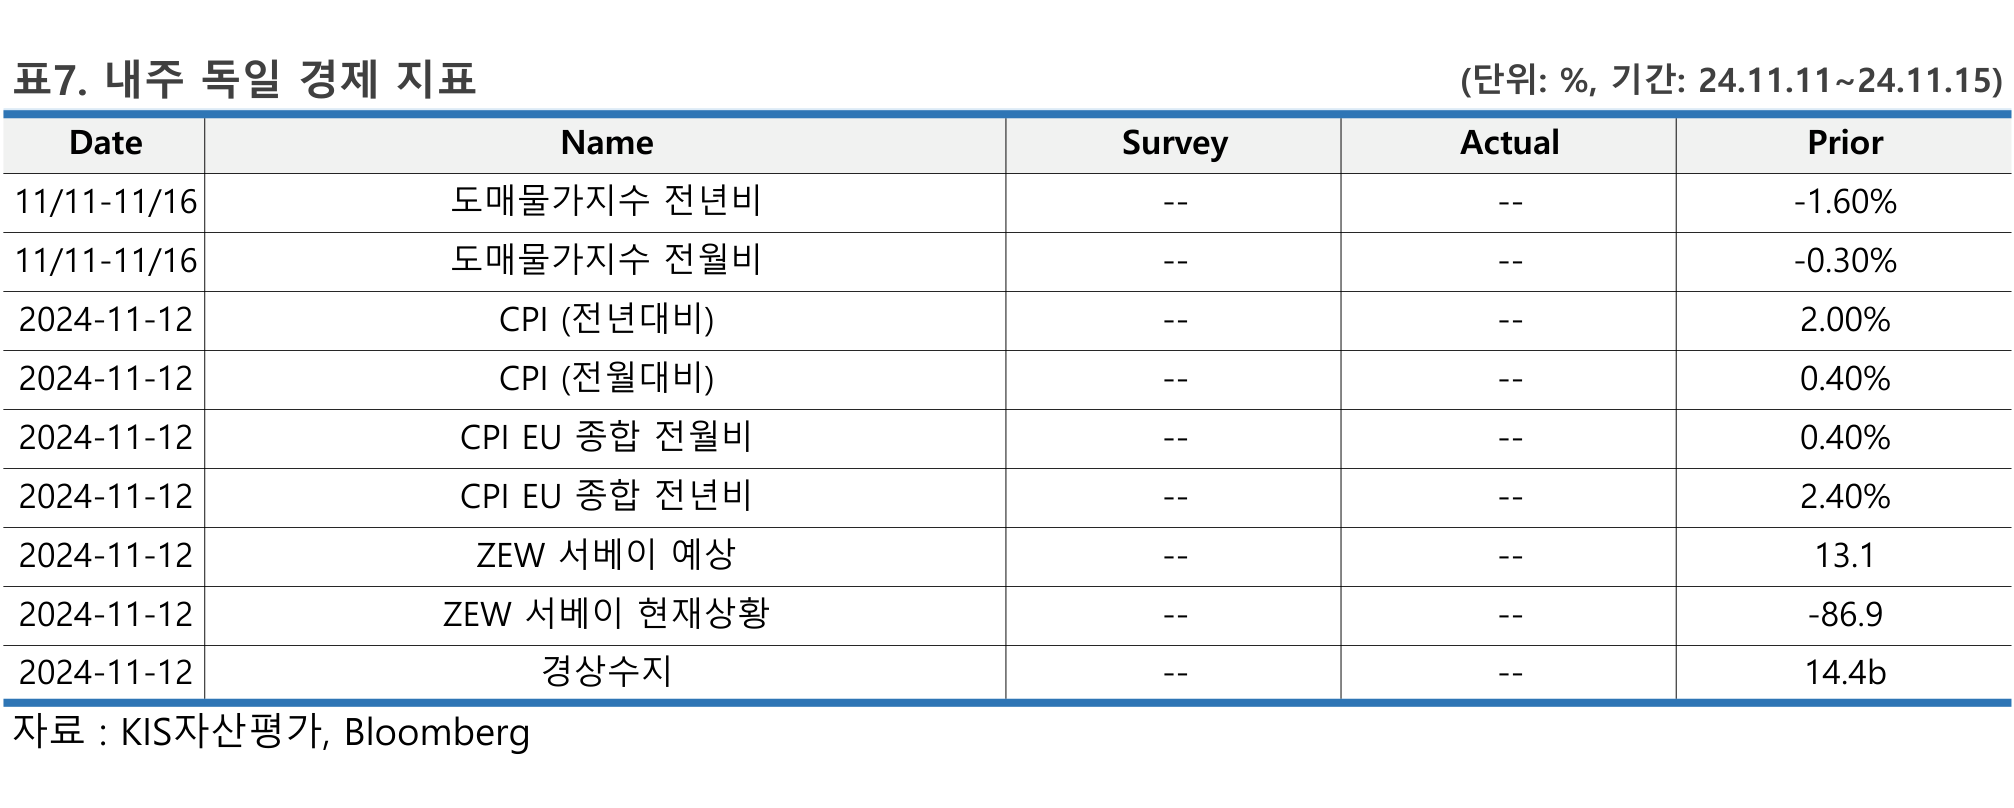 표7. 내주 독일 경제 지표 (단위: %, 기간: 24.11.11~24.11.15)
Date Name Survey Actual Prior
11/11-11/16 도매물가지수 전년비 -- -- -1.60%
11/11-11/16 도매물가지수 전월비 -- -- -0.30%
2024-11-12 CPI (전년대비) -- -- 2.00%
2024-11-12 CPI (전월대비) -- -- 0.40%
2024-11-12 CPI EU 종합 전월비 -- -- 0.40%
2024-11-12 CPI EU 종합 전년비 -- -- 2.40%
2024-11-12 ZEW 서베이 예상 -- -- 13.1
2024-11-12 ZEW 서베이 현재상황 -- -- -86.9
2024-11-12 경상수지 -- -- 14.4b
자료 : KIS자산평가, Bloomberg